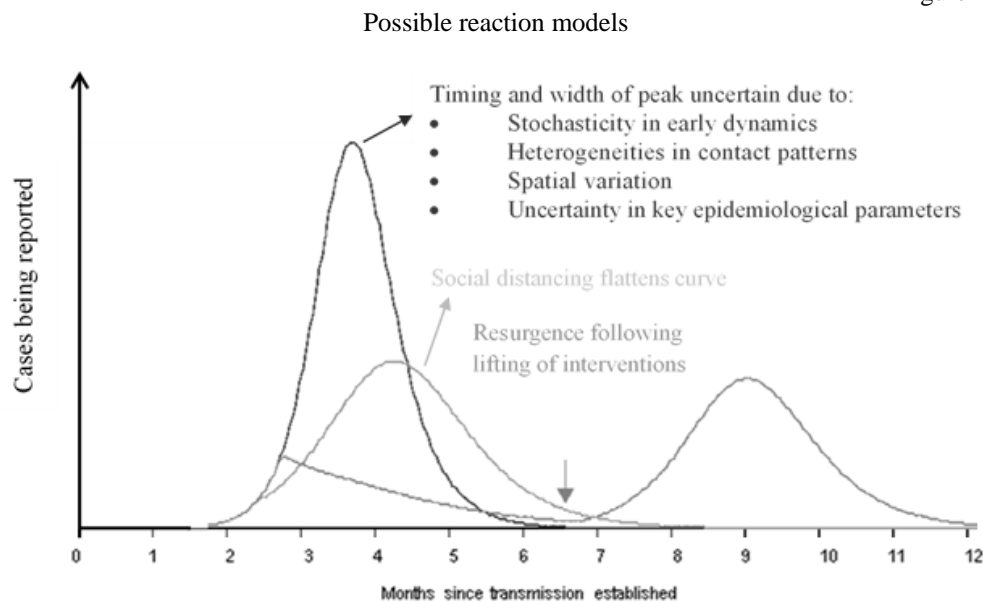 Possible reaction models
Timing and width of peak uncertain due to:
• Stochasticity in early dynamics
• Heterogeneities in contact patterns
• Spatial variation
• Uncertainty in key epidemiological parameters
Social distancing flattens curve
Resurgence following
lifting of interventions
Cases being reported
0 1 2 3 4 5 6 7 8 9 10 11 12
Months since transmission established